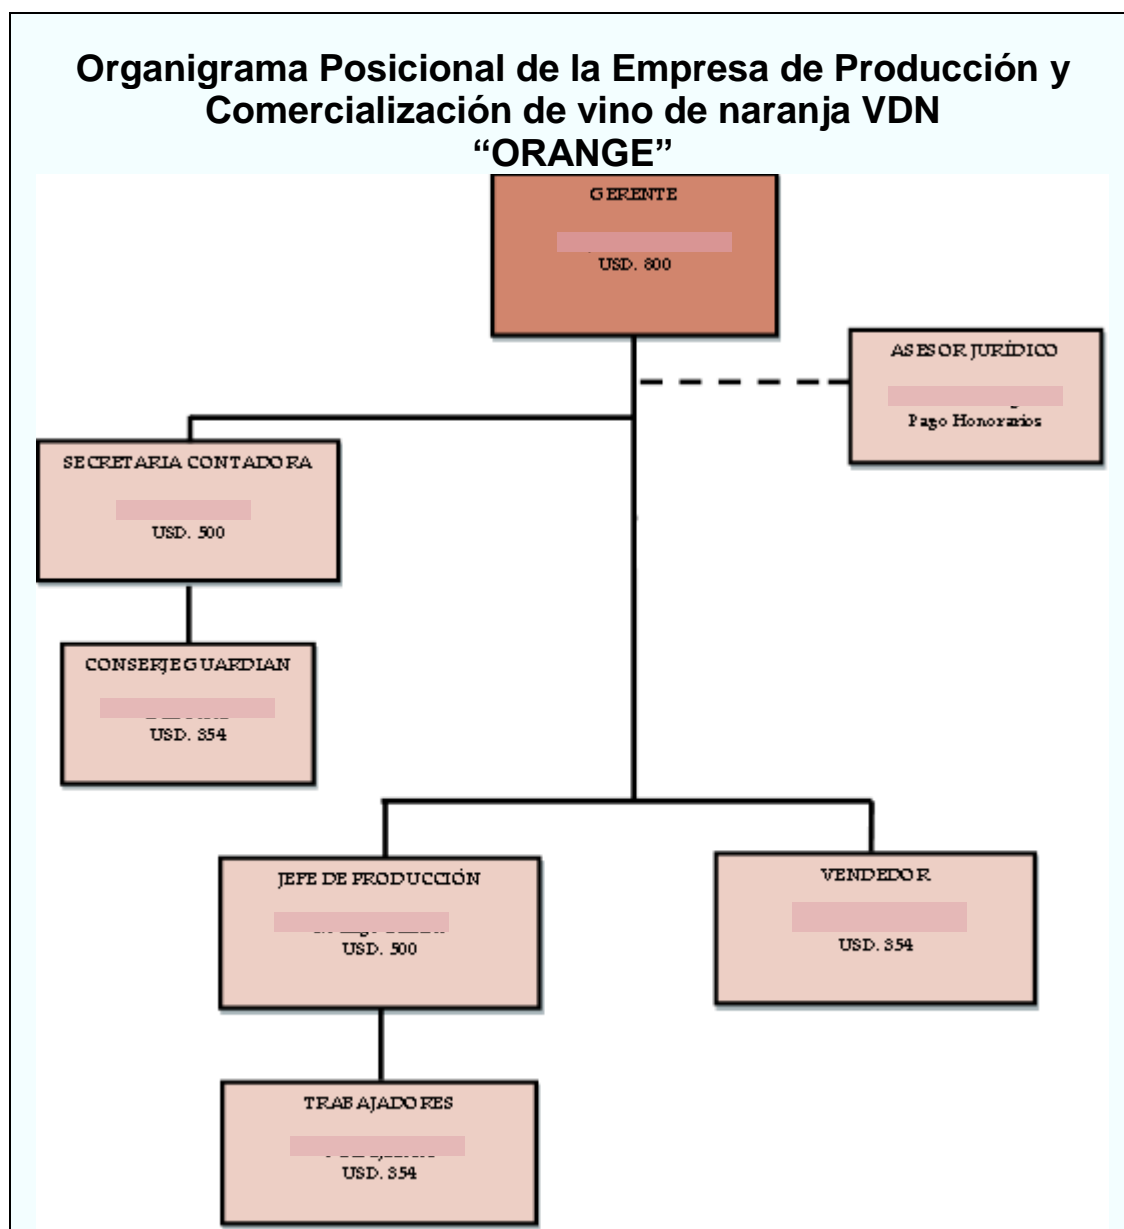 Organigrama Posicional de la Empresa de Producción y
Comercialización de vino de naranja VDN
“ORANGE”
GERENTE
USD. 800
ASESOR JURÍDICO
Pago Honorarios
SECRETARIA CONTADORA
USD. 500
CONSERJE GUARDIAN
USD. 354
JEFE DE PRODUCCIÓN
USD. 500
VENDEDOR
USD. 354
TRABAJADORES
USD. 354